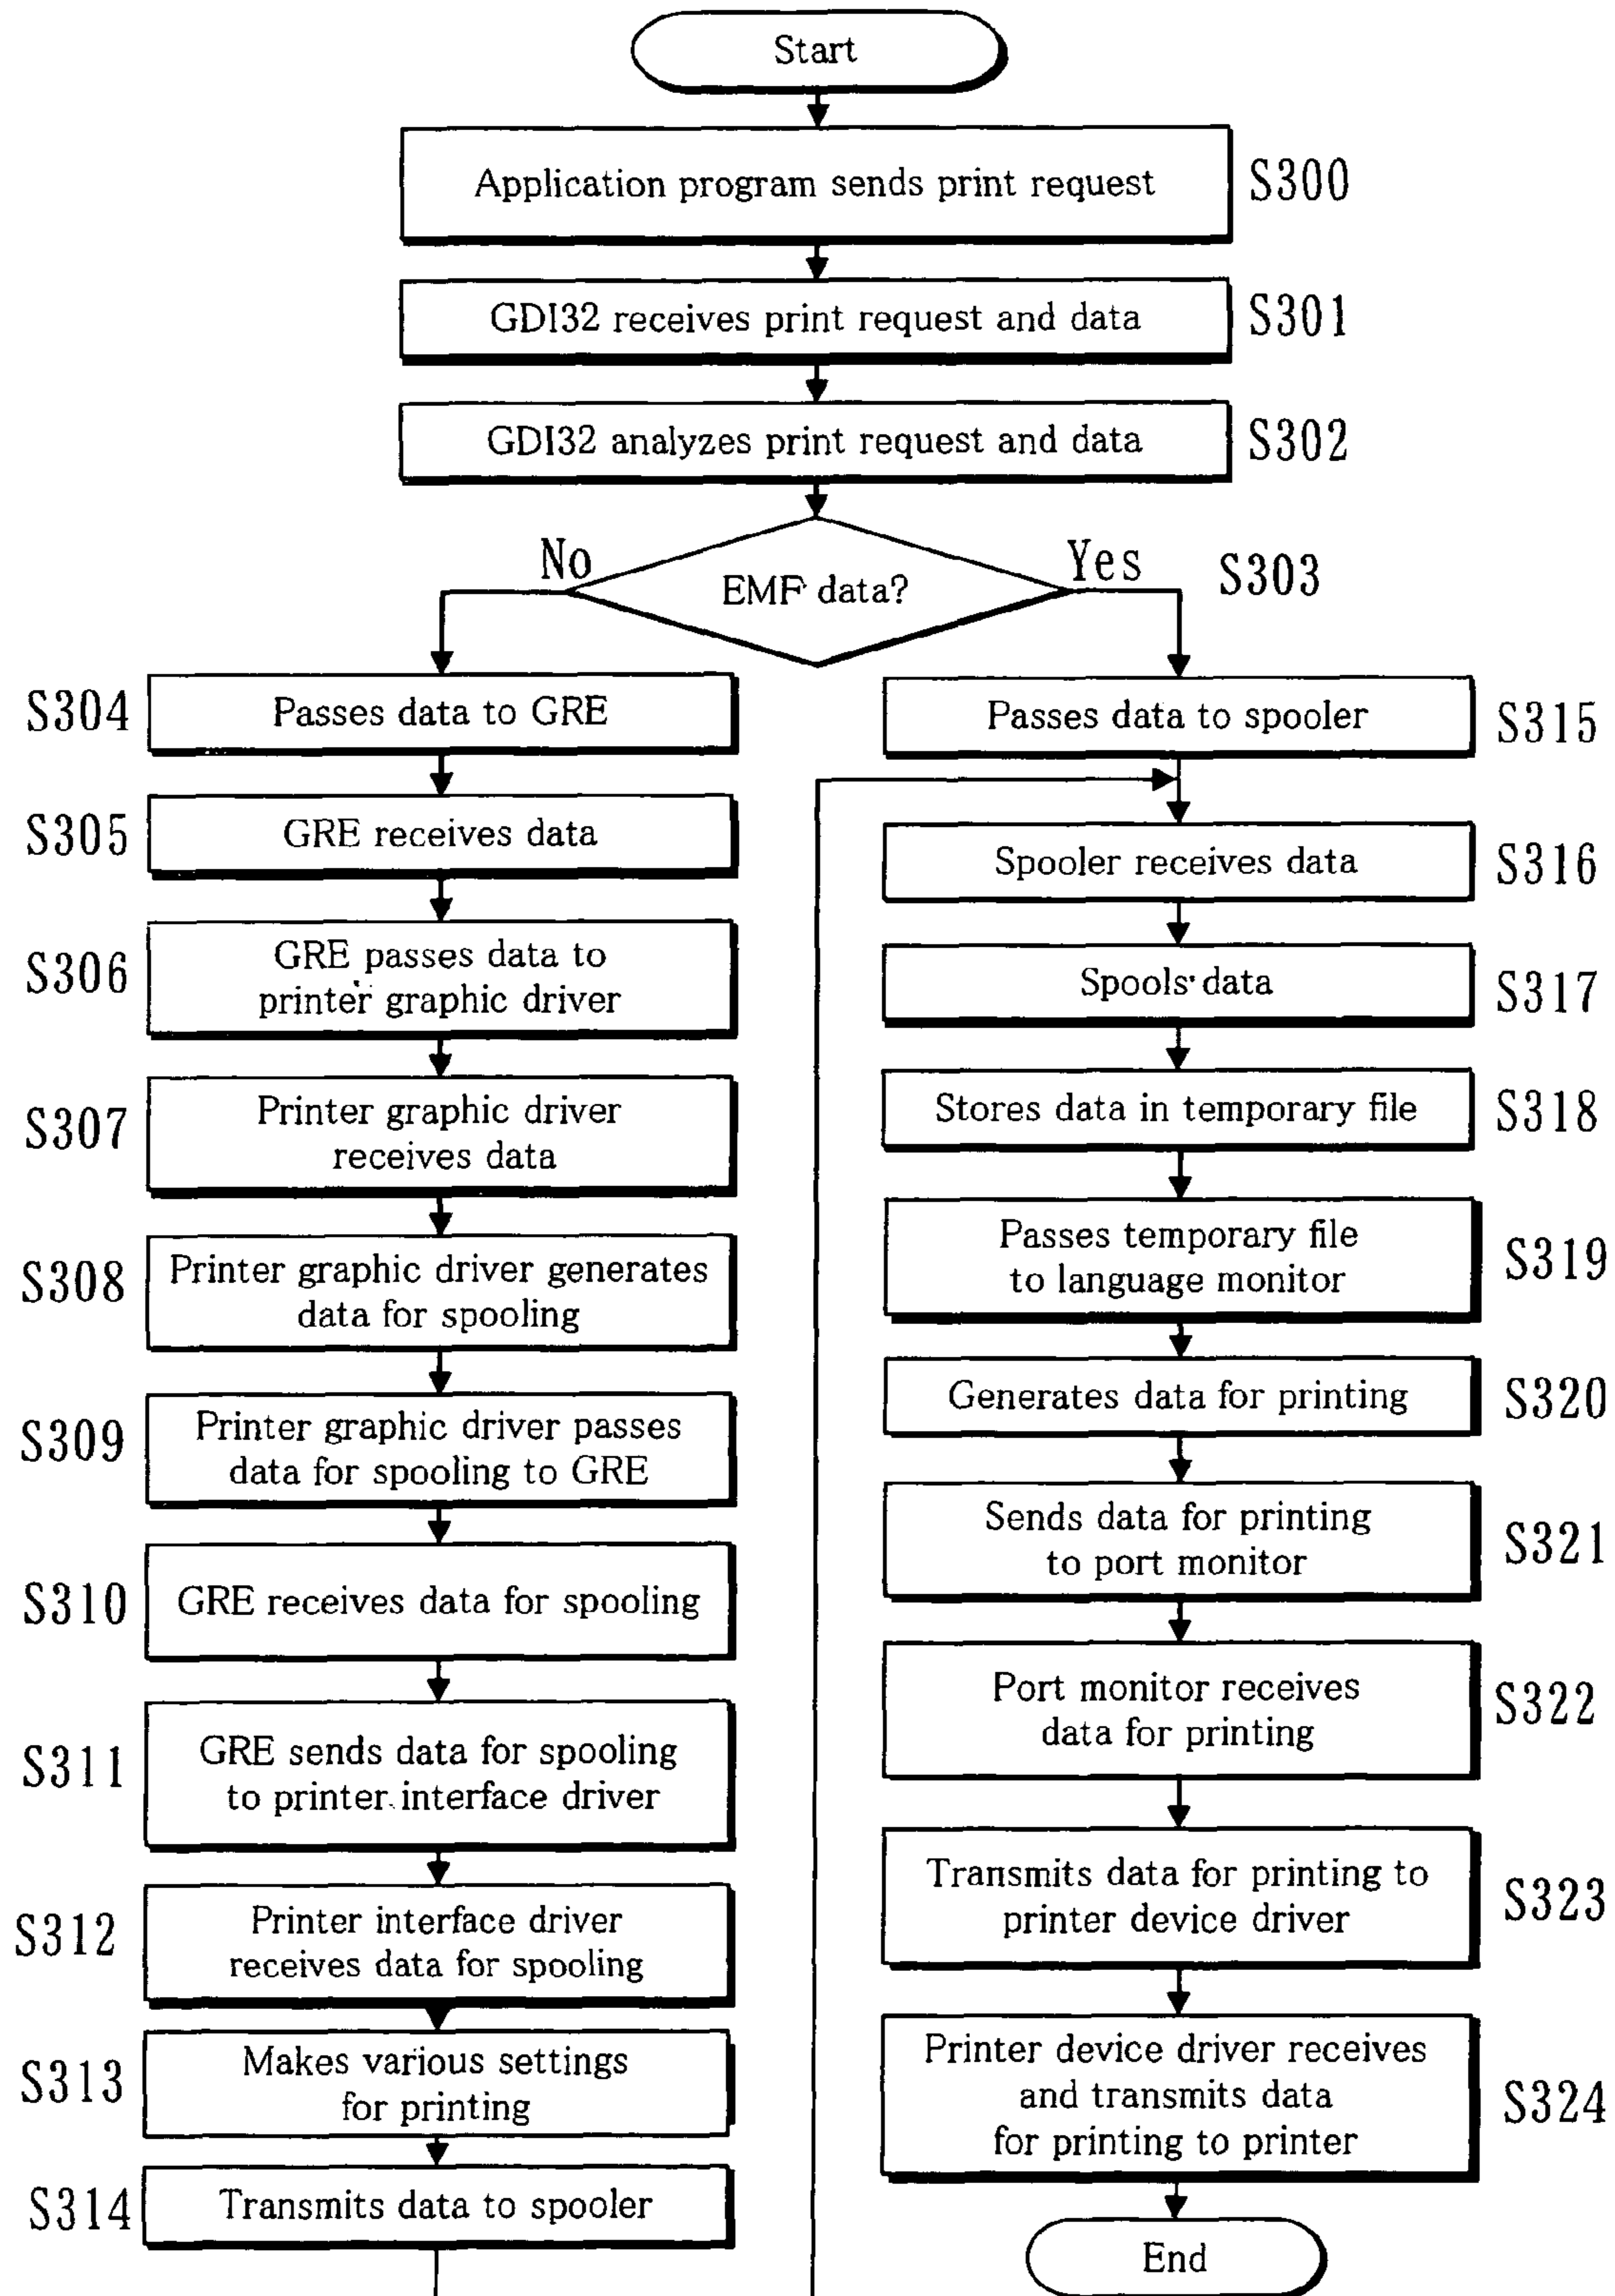 Start
Application program sends print request
S300
GDI32 receives print request and data
S301
GDI32 analyzes print request and data
S302
No
Yes
EMF data?
S303
S304
Passes data to GRE
S305
GRE receives data
S306
GRE passes data to
printer graphic driver
S307
Printer graphic driver
receives data
S308
Printer graphic driver generates
data for spooling
S309
Printer graphic driver passes
data for spooling to GRE
S310
GRE receives data for spooling
S311
GRE sends data for spooling
to printer interface driver
S312
Printer interface driver
receives data for spooling
S313
Makes various settings
for printing
S314
Transmits data to spooler
Passes data to spooler
S315
Spooler receives data
S316
Spools data
S317
Stores data in temporary file
S318
Passes temporary file
to language monitor
S319
Generates data for printing
S320
Sends data for printing
to port monitor
S321
Port monitor receives
data for printing
S322
Transmits data for printing to
printer device driver
S323
Printer device driver receives
and transmits data
for printing to printer
S324
End